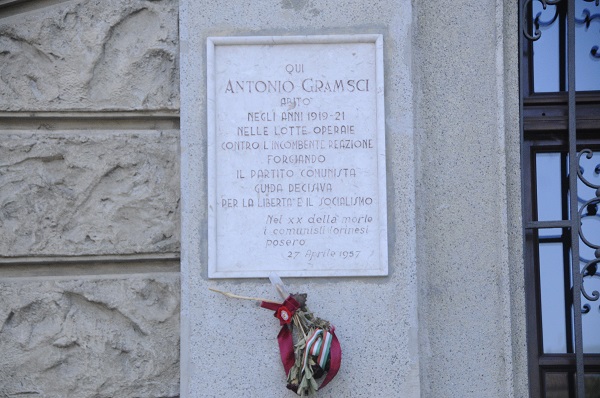 QUI
ANTONIO GRAMSCI
ABITO'
NEGLI ANNI 1919-21
NELLE LOTTE OPERAIE
CONTRO L'INCOMBENTE REAZIONE
FORGIANDO
IL PARTITO COMUNISTA
GUIDA DECISIVA
PER LA LIBERTA' E IL SOCIALISMO
Nel xx della morte
i comunisti torinesi
posero
27 Aprile 1957